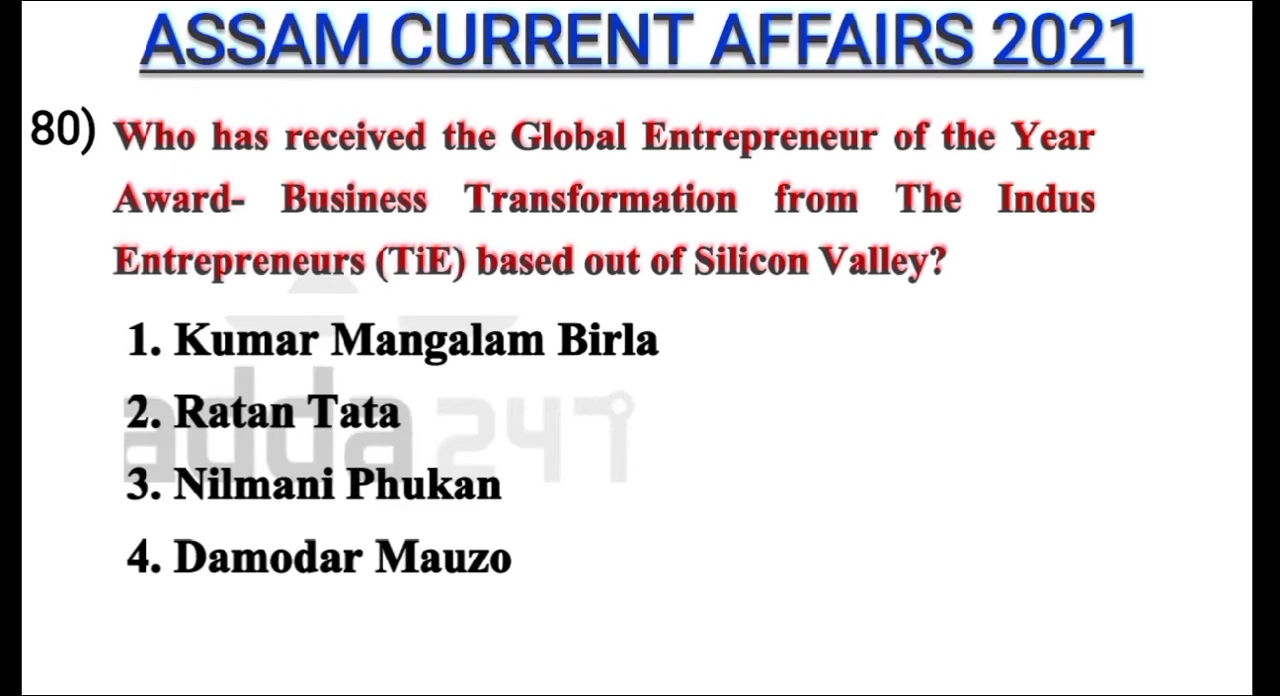 ASSAM CURRENT AFFAIRS 2021
80) Who has received the Global Entrepreneur of the Year
Award- Business Transformation from The Indus
Entrepreneurs (TiE) based out of Silicon Valley?
1. Kumar Mangalam Birla
2. Ratan Tata
3. Nilmani Phukan
4. Damodar Mauzo
adda247